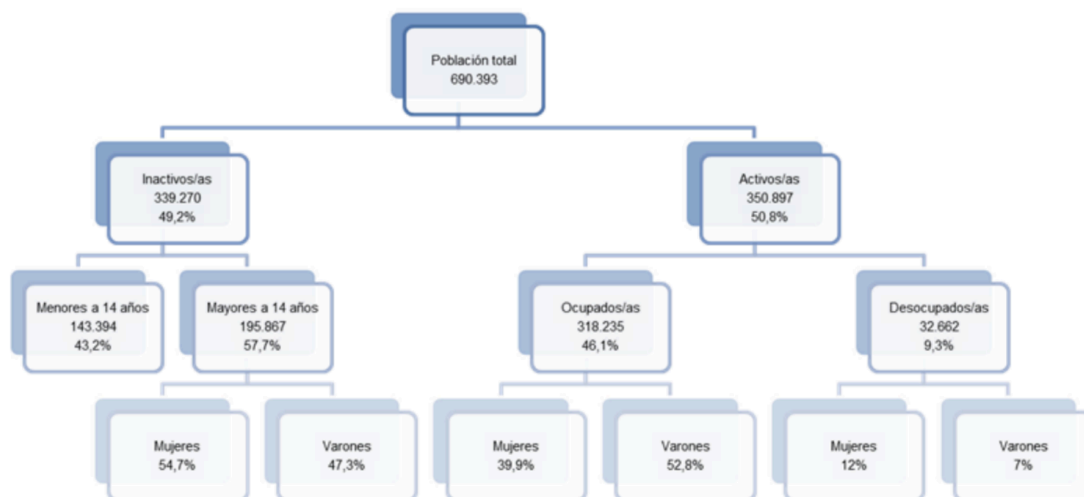 Población total
690.393
Inactivos/as
339.270
49,2%
Activos/as
350.897
50,8%
Menores a 14 años
143.394
43,2%
Mayores a 14 años
195.867
57,7%
Ocupados/as
318.235
46,1%
Desocupados/as
32.662
9,3%
Mujeres
54,7%
Varones
47,3%
Mujeres
39,9%
Varones
52,8%
Mujeres
12%
Varones
7%